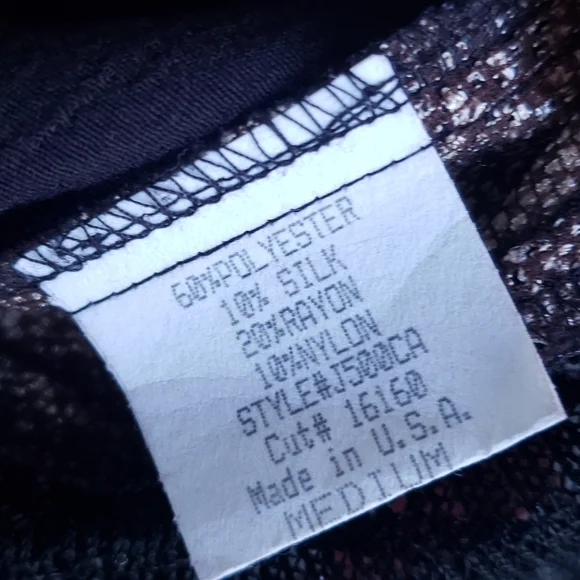 60%POLYESTER
10% SILK
20%RAYON
10%NYLON
STYLE#J500CA
Cut# 16160
Made in U.S.A.
MEDIUM